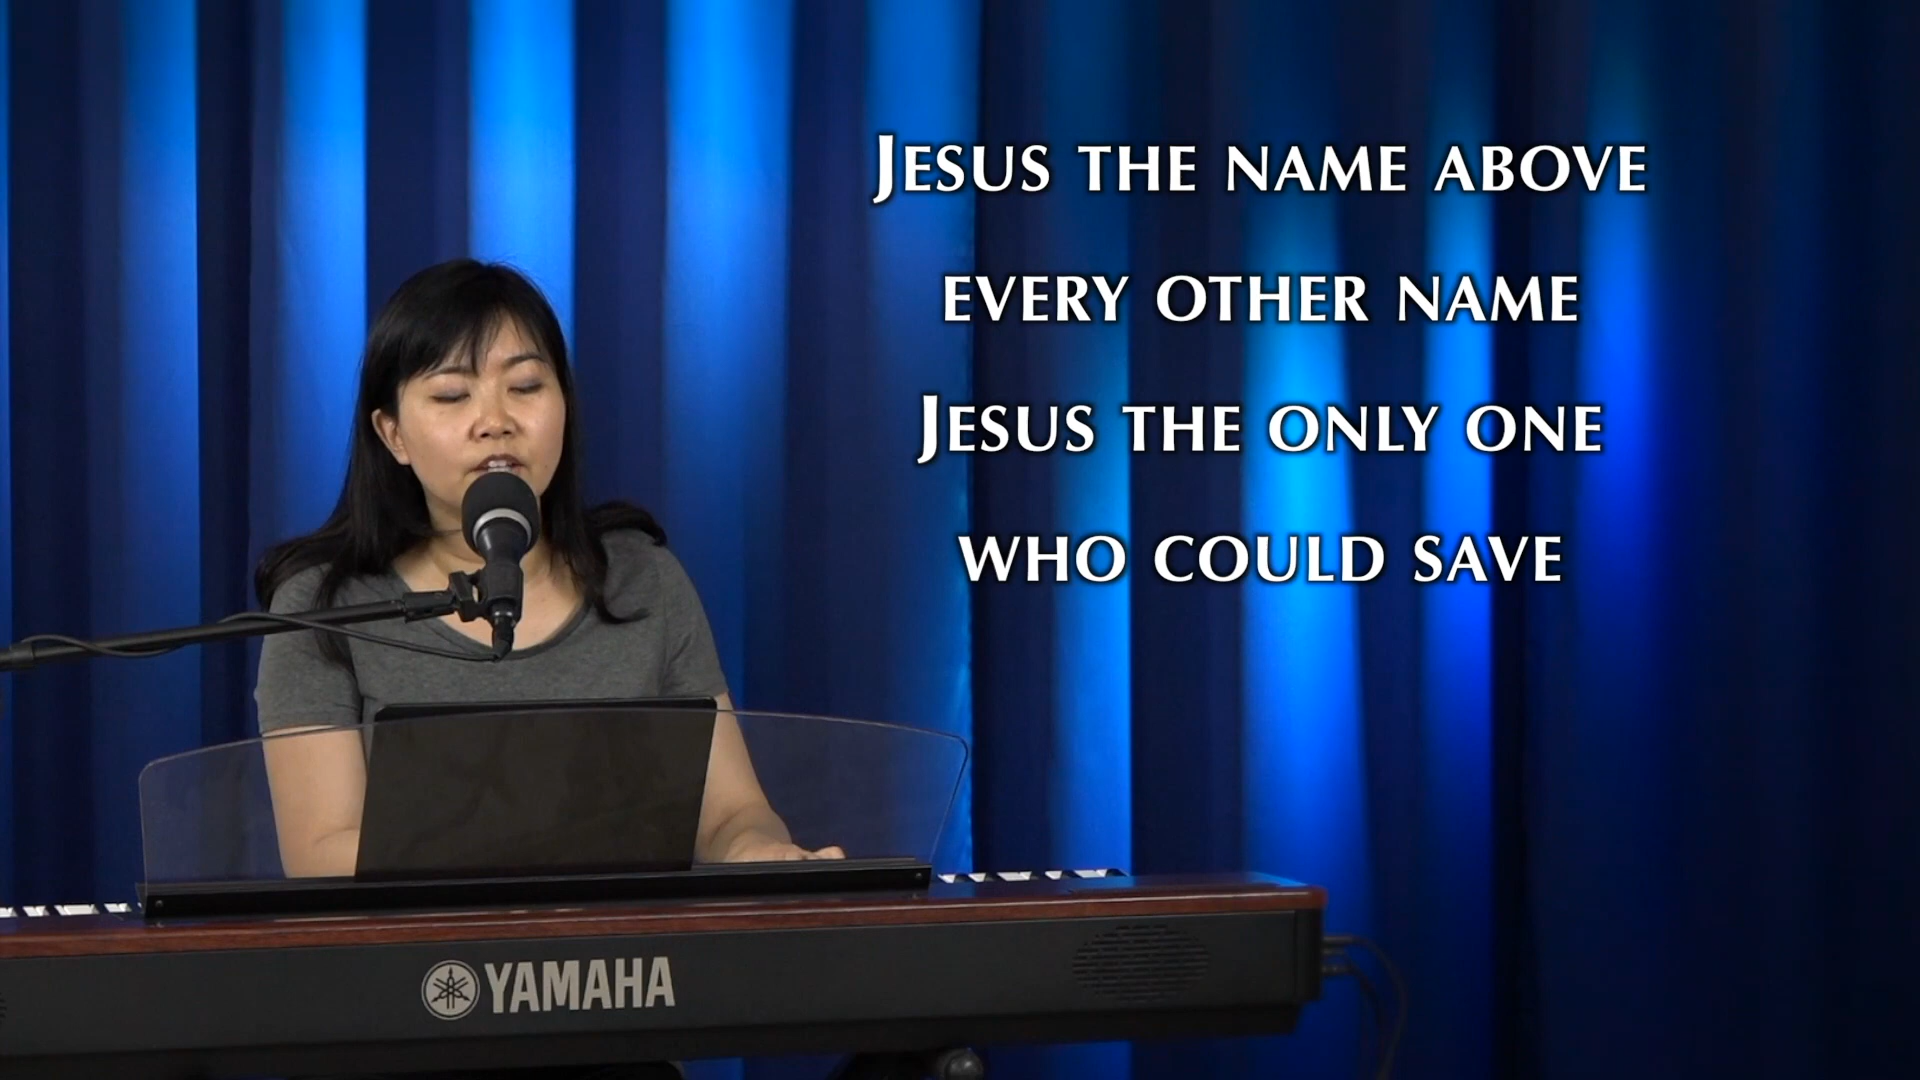 Jesus the name above
every other name
Jesus the only one
who could save
YAMAHA